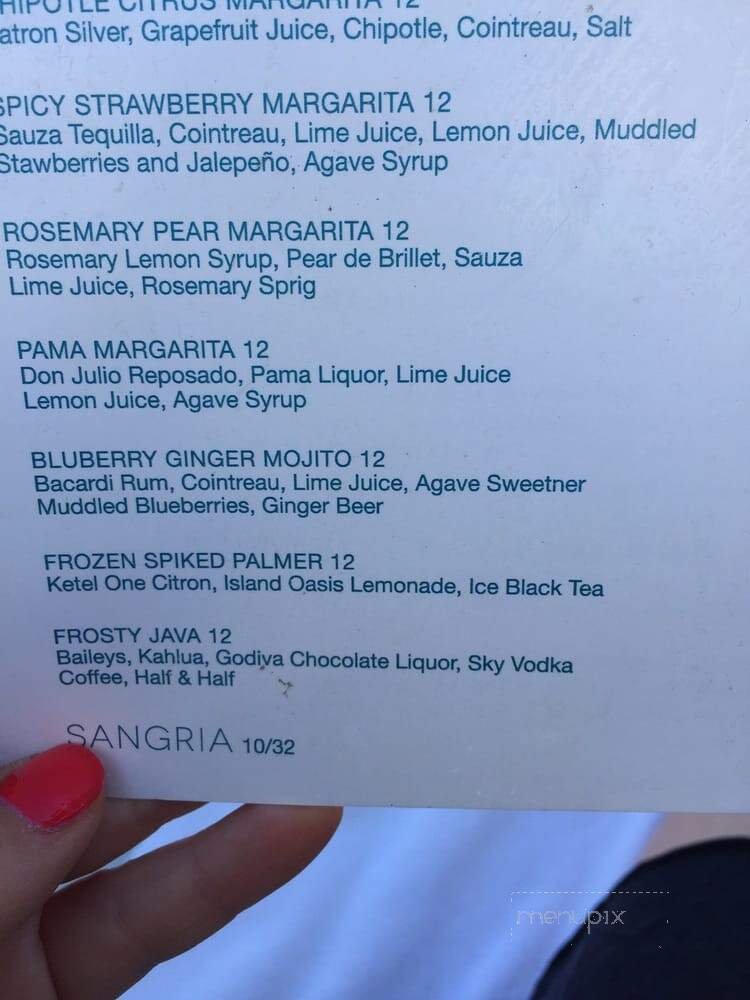 CITRUS MARGARITA 12
Silver, Grapefruit Juice, Chipotle, Cointreau, Salt
SPICY STRAWBERRY MARGARITA 12
Sauza Tequilla, Cointreau, Lime Juice, Lemon Juice, Muddled
Stawberries and Jalepeño, Agave Syrup
ROSEMARY PEAR MARGARITA 12
Rosemary Lemon Syrup, Pear de Brillet, Sauza
Lime Juice, Rosemary Sprig
PAMA MARGARITA 12
Don Julio Reposado, Pama Liquor, Lime Juice
Lemon Juice, Agave Syrup
BLUBERRY GINGER MOJITO 12
Bacardi Rum, Cointreau, Lime Juice, Agave Sweetner
Muddled Blueberries, Ginger Beer
FROZEN SPIKED PALMER 12
Ketel One Citron, Island Oasis Lemonade, Ice Black Tea
FROSTY JAVA 12
Baileys, Kahlua, Godiva Chocolate Liquor, Sky Vodka
Coffee, Half & Half
SANGRIA 10/32
menupix